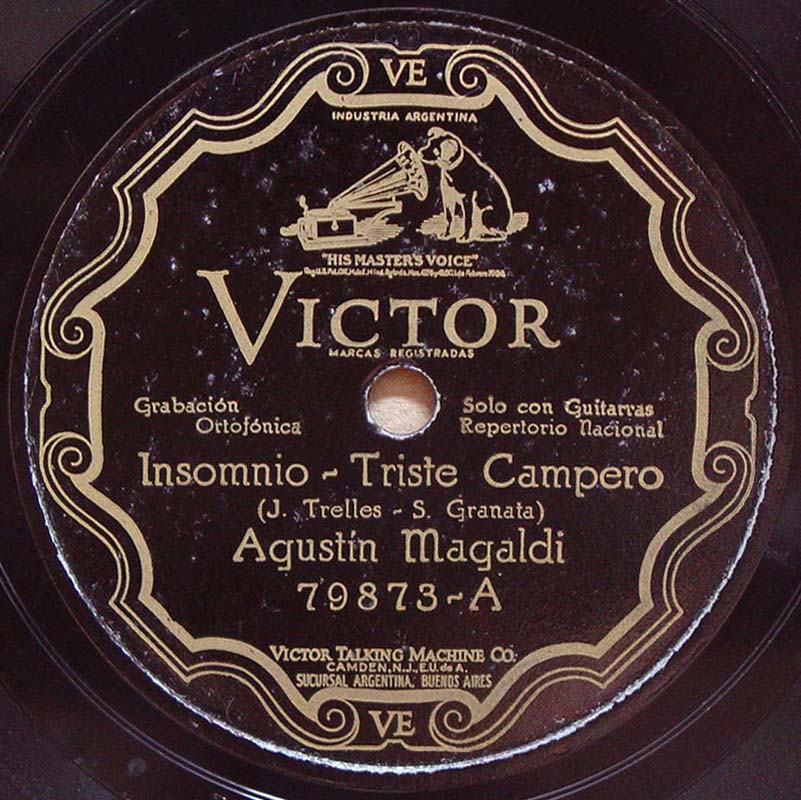 VE
INDUSTRIA ARGENTINA
"HIS MASTER'S VOICE"
VICTOR
MARCAS REGISTRADAS
Grabación Solo con Guitarras
Ortofónica Repertorio Nacional
Insomnio - Triste Campero
(J. Trelles - S. Granata)
Agustín Magaldi
79873-A
VICTOR TALKING MACHINE CO.
CAMDEN, N.J., E.U. de A.
SUCURSAL ARGENTINA, BUENOS AIRES
VE